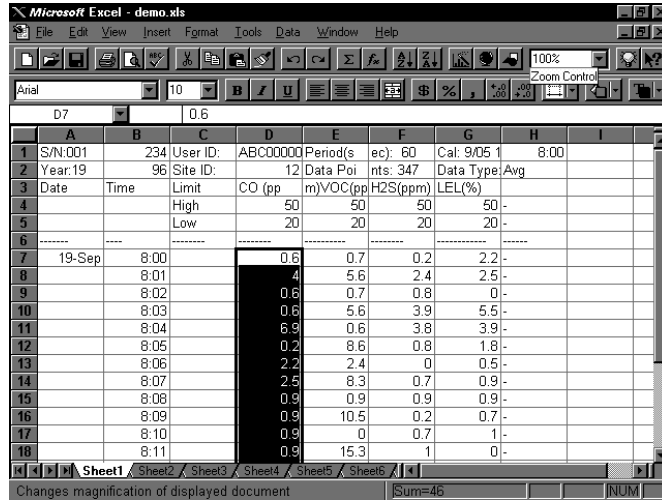 Microsoft Excel - demo.xls
File Edit View Insert Format Tools Data Window Help
ABC Σ fx A Z Z A 100%
Zoom Control
Arial 10 B I U $ % , +.0 .00 .00 +.0
D7 0.6
A B C D E F G H I
1 S/N:001 234 User ID: ABC00000 Period(s ec): 60 Cal: 9/05 1 8:00
2 Year:19 96 Site ID: 12 Data Poi nts: 347 Data Type: Avg
3 Date Time Limit CO (pp m)VOC(pp H2S(ppm) LEL(%)
4 High 50 50 50 50 -
5 Low 20 20 20 20 -
6 ------- ---- -------- -------- ---------- -------- ------------ ------
7 19-Sep 8:00 0.6 0.7 0.2 2.2 -
8 8:01 4 5.6 2.4 2.5 -
9 8:02 0.6 0.7 0.8 0 -
10 8:03 0.6 5.6 3.9 5.5 -
11 8:04 6.9 0.6 3.8 3.9 -
12 8:05 0.2 8.6 0.8 1.8 -
13 8:06 2.2 2.4 0 0.5 -
14 8:07 2.5 8.3 0.7 0.9 -
15 8:08 0.9 0.9 0.9 0.9 -
16 8:09 0.9 10.5 0.2 0.7 -
17 8:10 0.9 0 0.7 1 -
18 8:11 0.9 15.3 1 0 -
Sheet1 Sheet2 Sheet3 Sheet4 Sheet5 Sheet6
Changes magnification of displayed document Sum=46 NUM